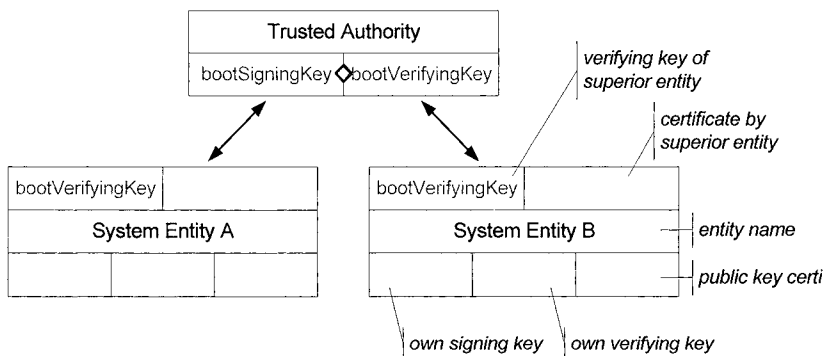 Trusted Authority
bootSigningKey bootVerifyingKey
verifying key of
superior entity
certificate by
superior entity
bootVerifyingKey
bootVerifyingKey
System Entity A
System Entity B
entity name
public key certi
own signing key
own verifying key